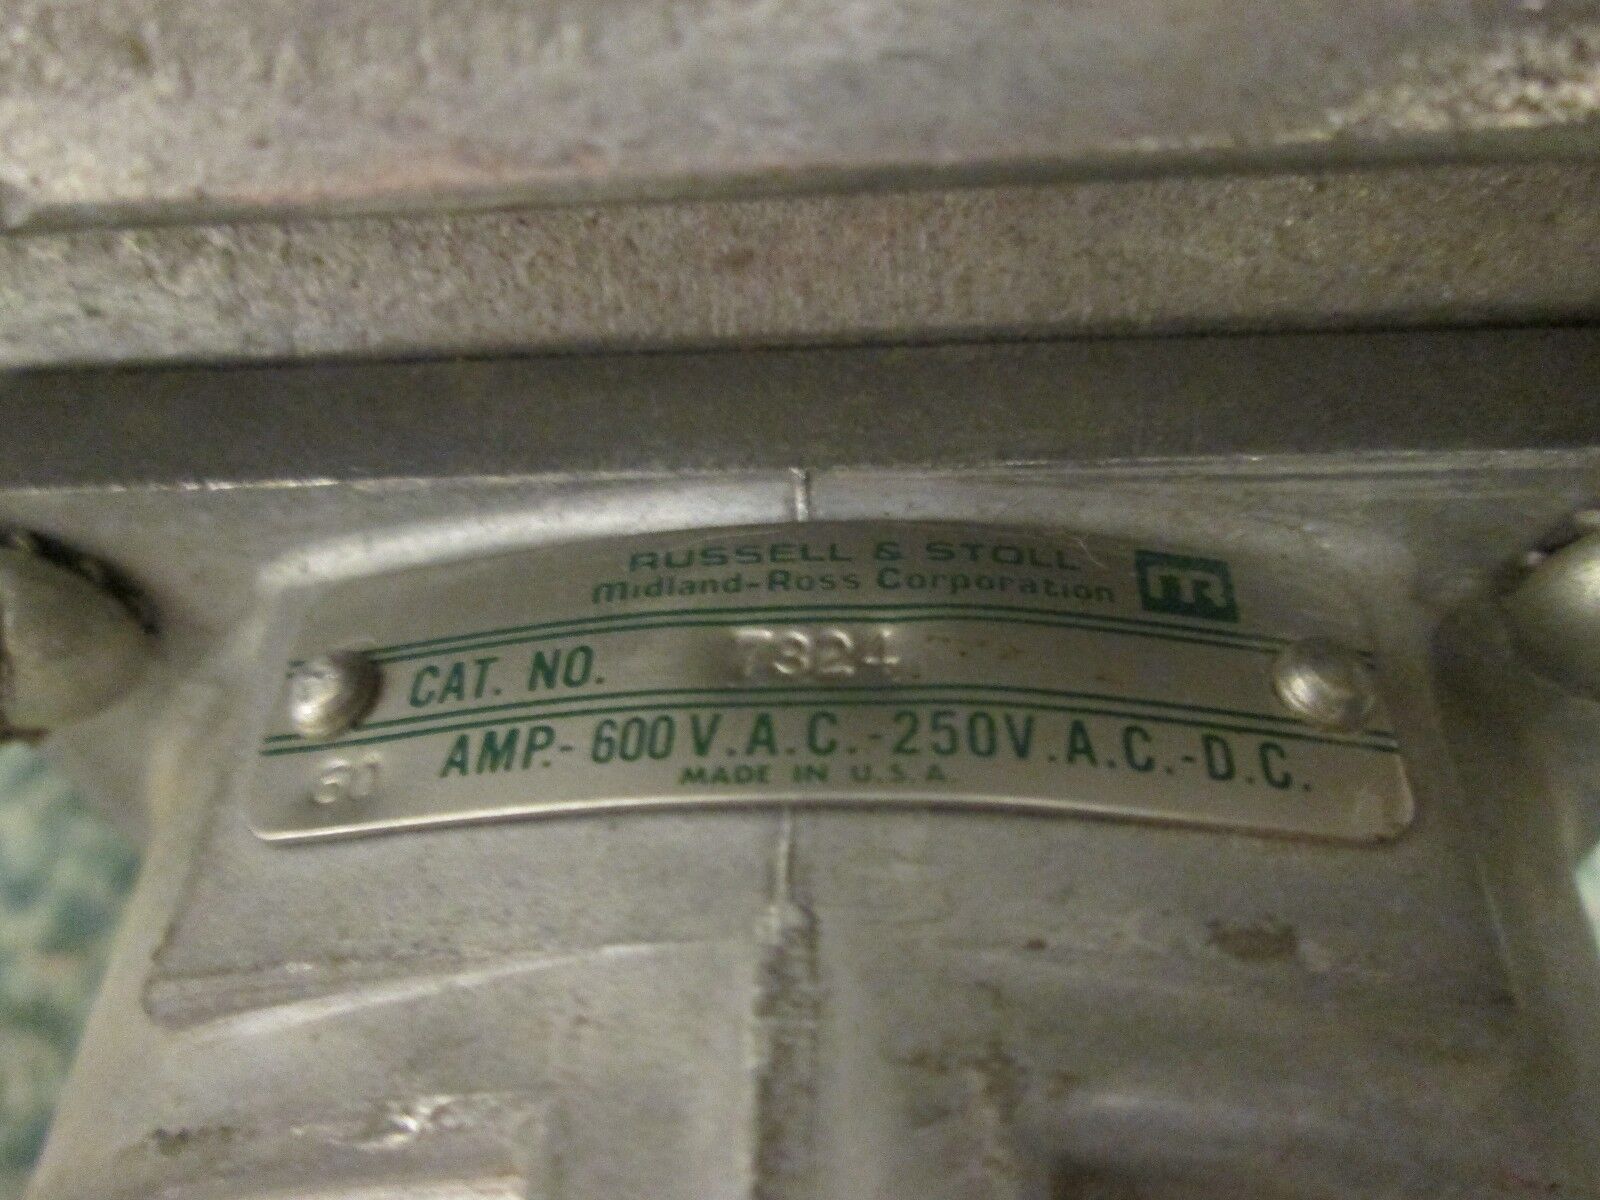 RUSSELL & STOLL
Midland-Ross Corporation
CAT. NO. 7324
60 AMP.- 600 V.A.C.-250V.A.C.-D.C.
MADE IN U.S.A.